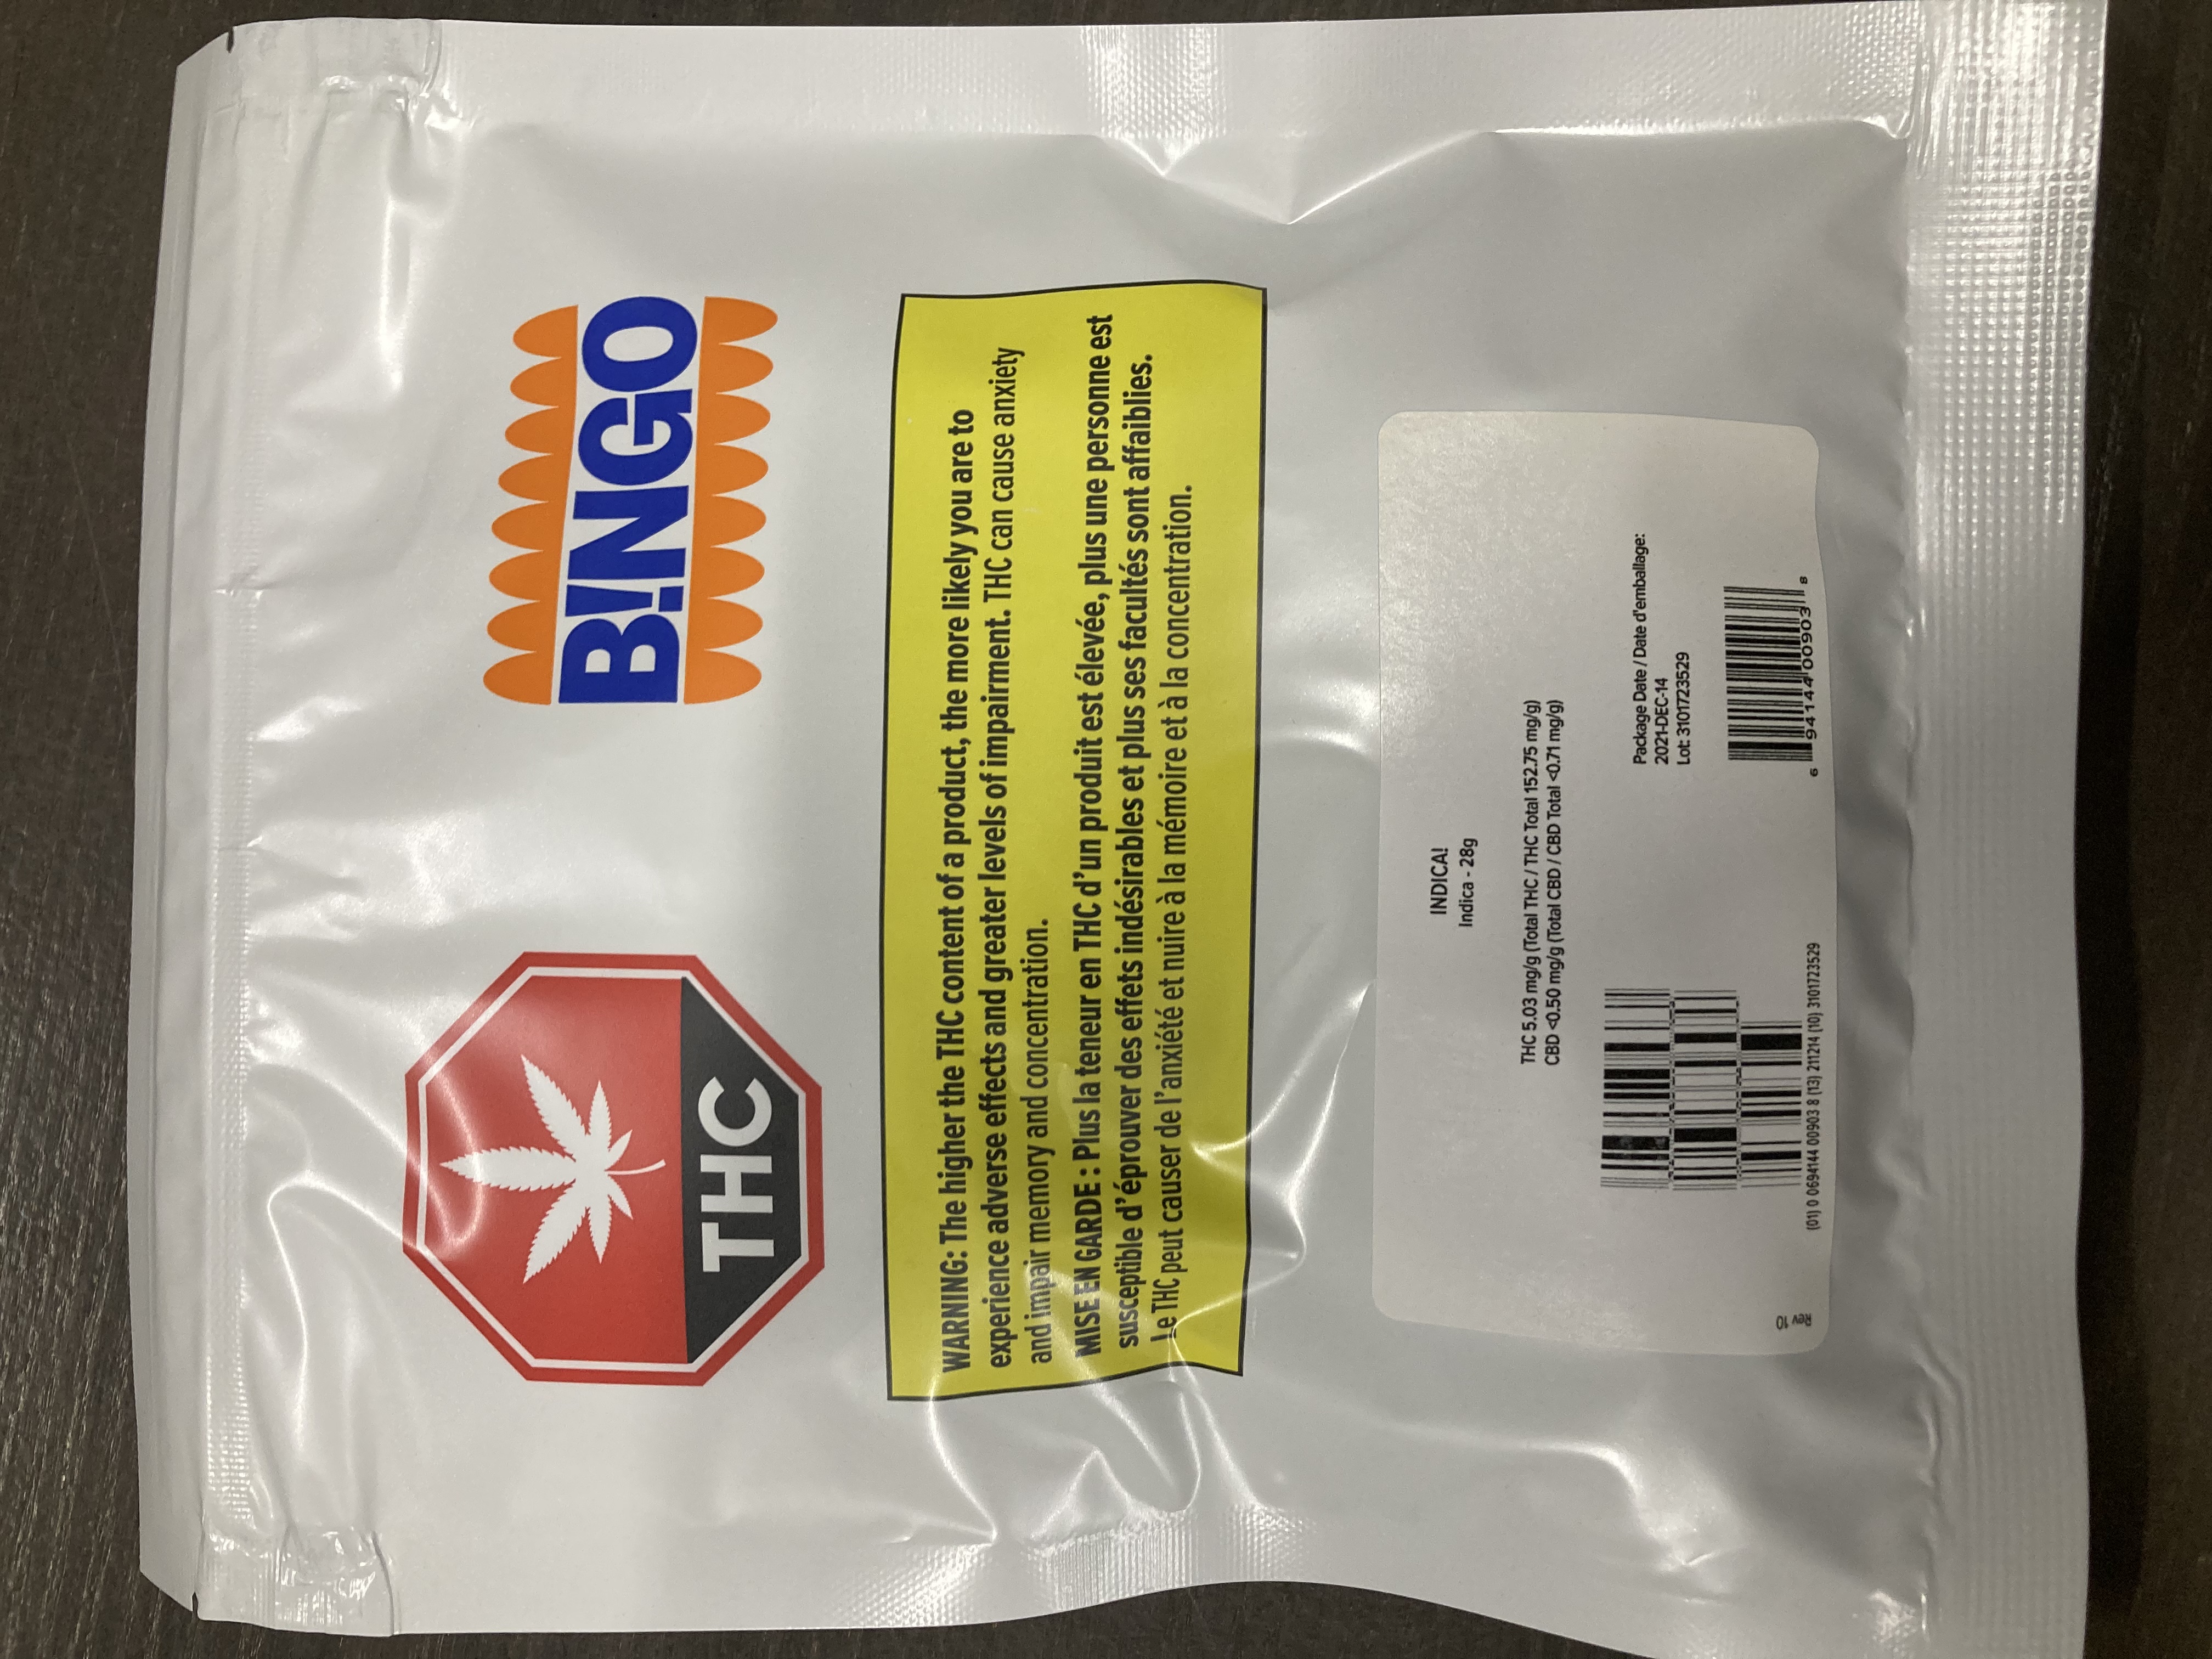 THC
B!NGO
WARNING: The higher the THC content of a product, the more likely you are to
experience adverse effects and greater levels of impairment. THC can cause anxiety
and impair memory and concentration.
MISE EN GARDE : Plus la teneur en THC d'un produit est élevée, plus une personne est
susceptible d'éprouver des effets indésirables et plus ses facultés sont affaiblies.
Le THC peut causer de l'anxiété et nuire à la mémoire et à la concentration.
INDICA!
Indica - 28g
THC 5.03 mg/g (Total THC / THC Total 152.75 mg/g)
CBD <0.50 mg/g (Total CBD / CBD Total <0.71 mg/g)
Package Date / Date d'emballage:
2021-DEC-14
Lot: 3101723529
Rev 10
(01) 0 0694144 00903 8 (13) 211214 (10) 3101723529
6 94144 00903 8